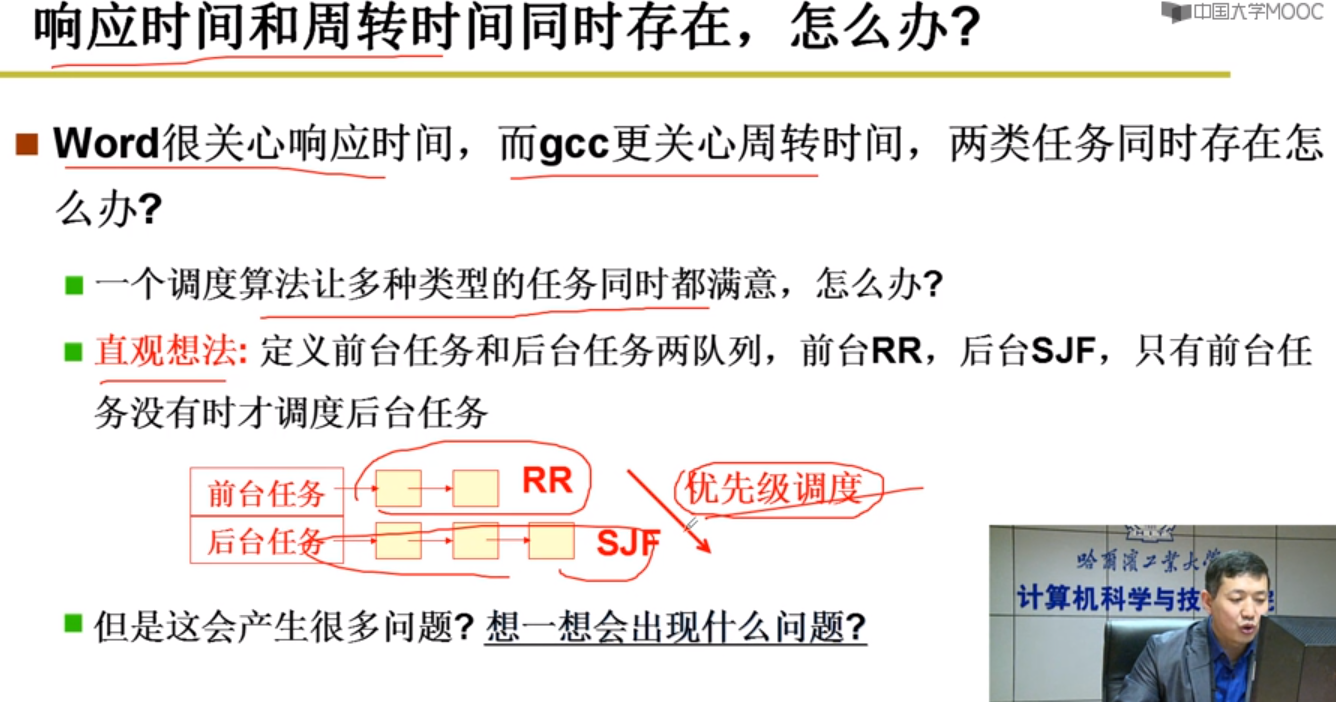 响应时间和周转时间同时存在，怎么办?
中国大学MOOC
Word很关心响应时间，而gcc更关心周转时间，两类任务同时存在怎
么办?
一个调度算法让多种类型的任务同时都满意，怎么办?
直观想法: 定义前台任务和后台任务两队列，前台RR，后台SJF，只有前台任
务没有时才调度后台任务
前台任务 RR 优先级调度
后台任务 SJF
但是这会产生很多问题? 想一想会出现什么问题?
哈尔滨工业大学
计算机科学与技